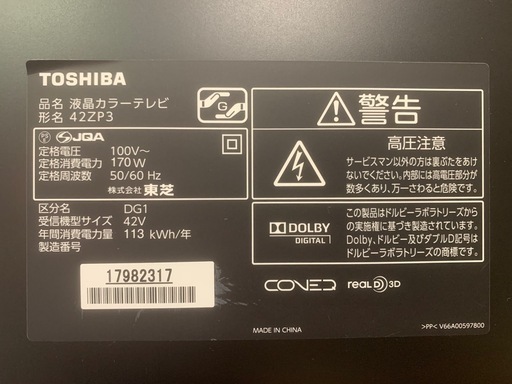 TOSHIBA
品名 液晶カラーテレビ
形名 42ZP3
G
PS
E
JQA
定格電圧 100V～
定格消費電力 170 W
定格周波数 50/60 Hz
株式会社 東芝
区分名 DG1
受信機型サイズ 42V
年間消費電力量 113 kWh/年
製造番号
17982317
警告
高圧注意
サービスマン以外の方は裏ぶたをあけ
ないでください。内部には高電圧部分が
数多くあり、万一さわると危険です。
DOLBY
DIGITAL
この製品はドルビーラボラトリーズから
の実施権に基づき製造されています。
Dolby、ドルビー及びダブルD記号は
ドルビーラボラトリーズの商標です。
CONEQ
REAL D 3D
MADE IN CHINA
>PP< V66A00597800